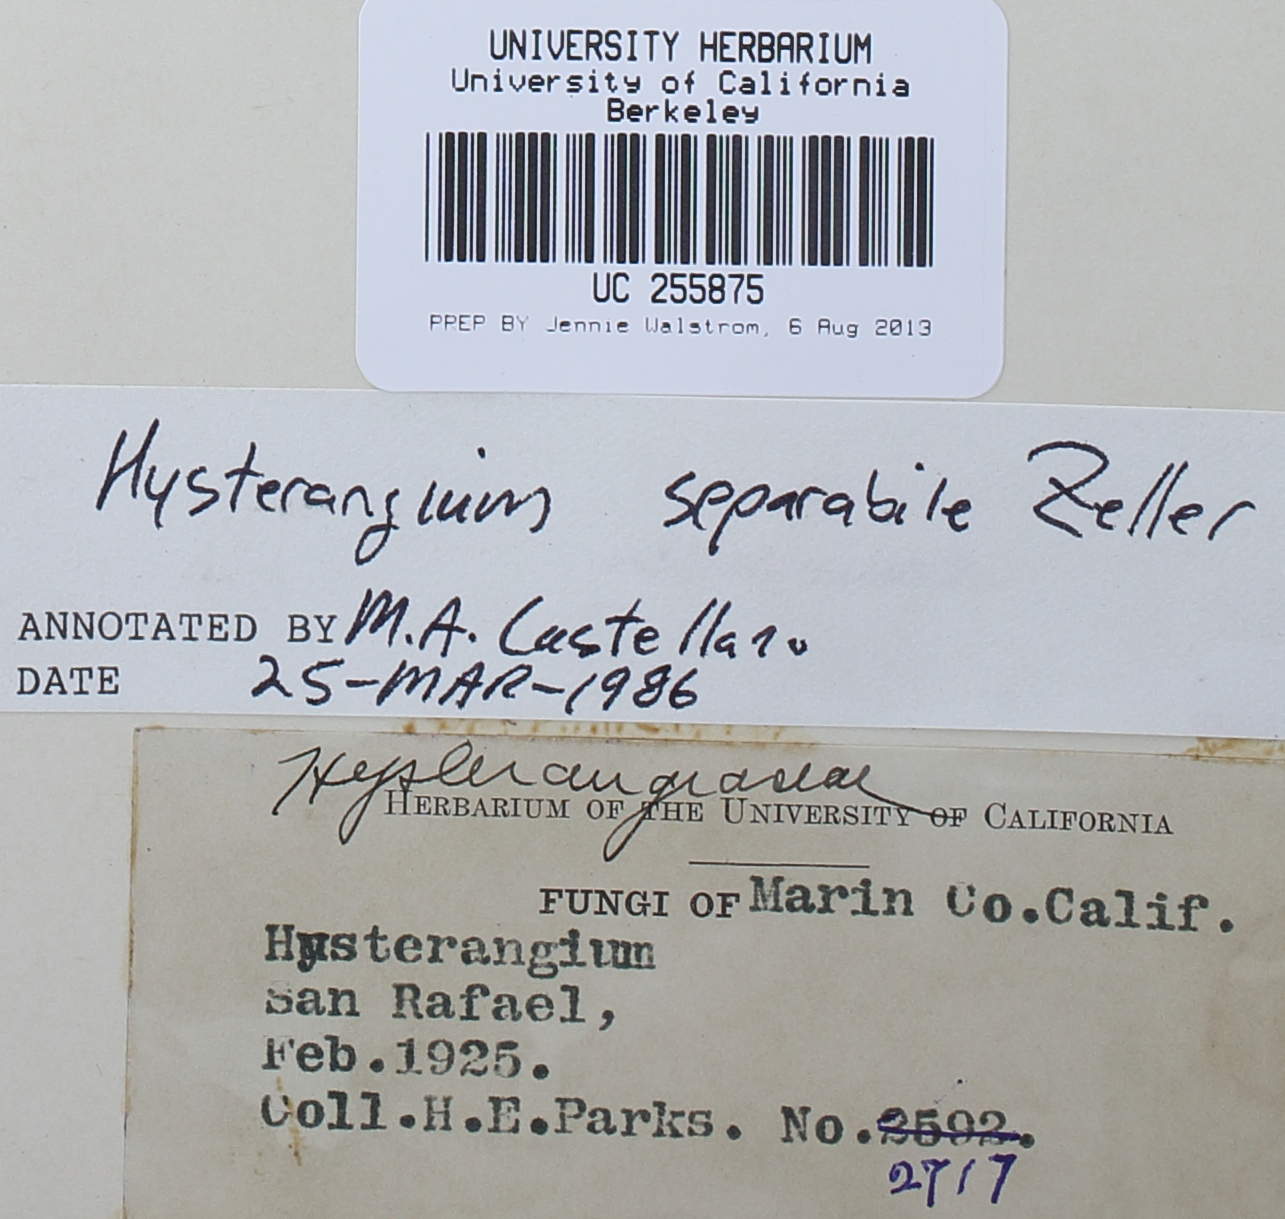 UNIVERSITY HERBARIUM
University of California
Berkeley
UC 255875
PREP BY Jennie Walstrom, 6 Aug 2013
Hysterangium separabile Zeller
ANNOTATED BY M.A. Castellano
DATE 25-MAR-1986
Hysterangiaceae
HERBARIUM OF THE UNIVERSITY OF CALIFORNIA
FUNGI OF Marin Co.Calif.
Hysterangium
San Rafael,
Feb.1925.
Coll.H.E.Parks. No.2592.
2717